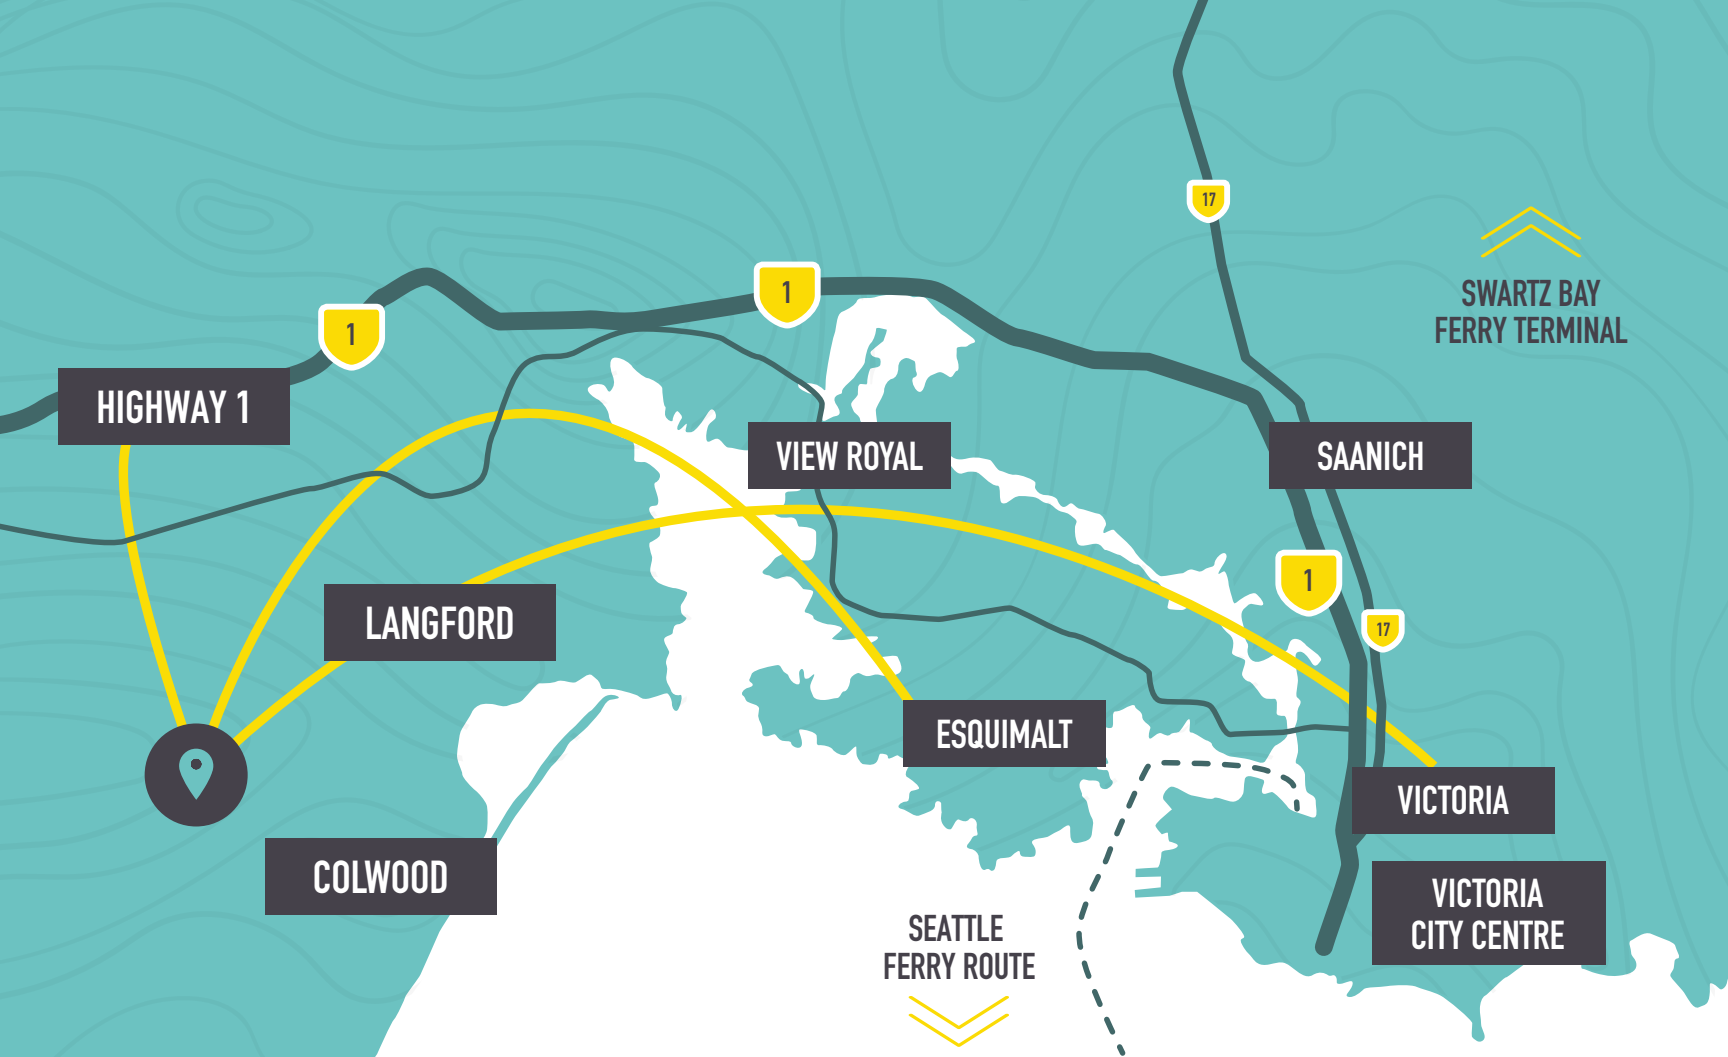 17
SWARTZ BAY
FERRY TERMINAL
1
1
HIGHWAY 1
VIEW ROYAL
SAANICH
1
17
LANGFORD
ESQUIMALT
VICTORIA
COLWOOD
VICTORIA
CITY CENTRE
SEATTLE
FERRY ROUTE